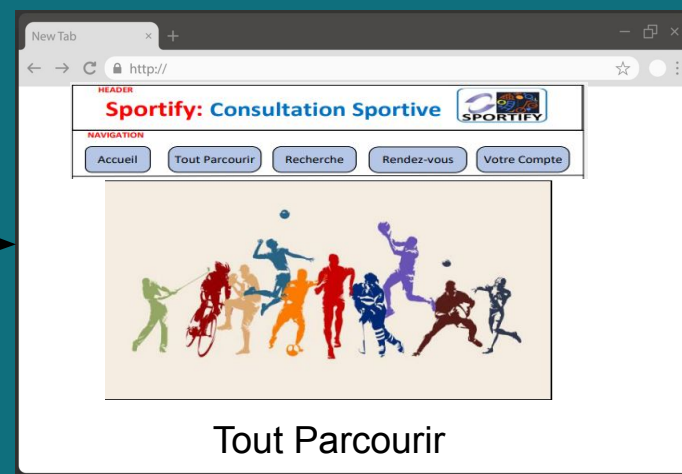 New Tab
http://
HEADER
Sportify: Consultation Sportive
SPORTIFY
NAVIGATION
Accueil Tout Parcourir Recherche Rendez-vous Votre Compte
Tout Parcourir